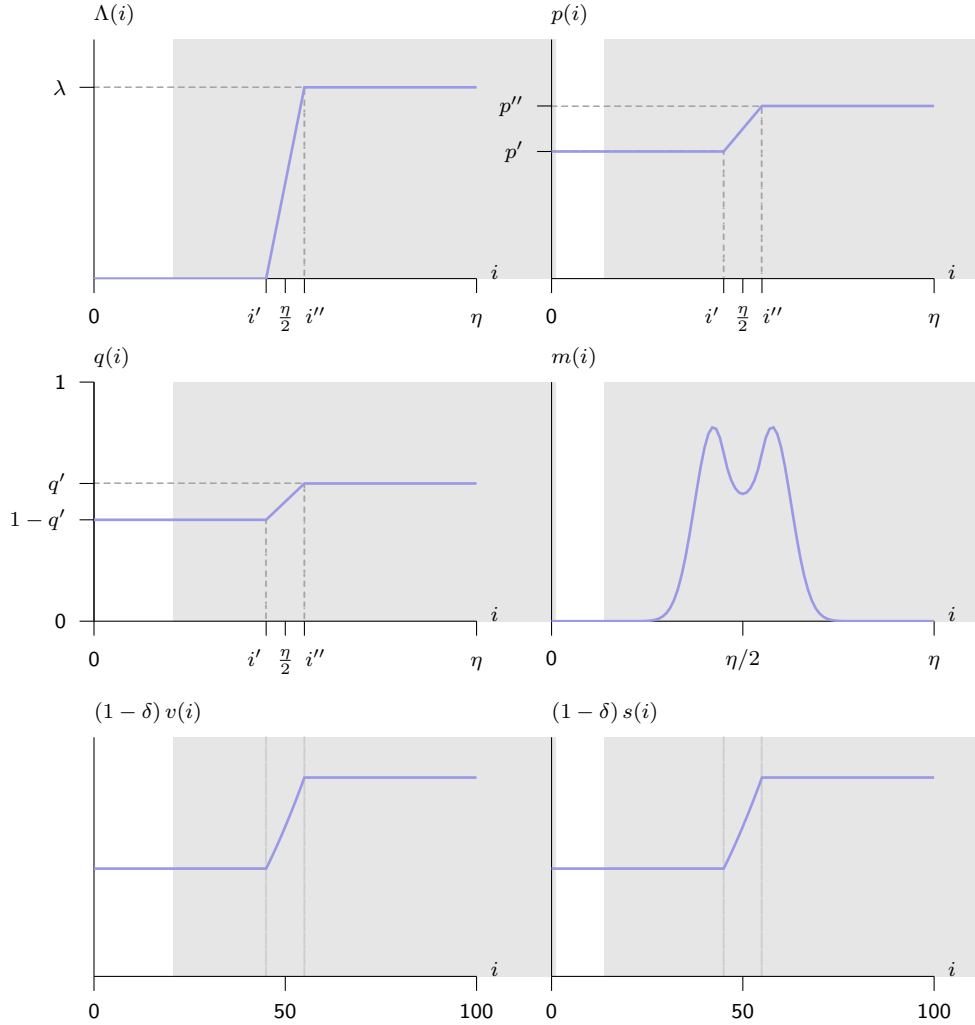 Λ(i) p(i)
λ
p′′
p′
i i
0 i′ η/2 i′′ η 0 i′ η/2 i′′ η
q(i) m(i)
1
q′
1 − q′
0 i i
0 i′ η/2 i′′ η 0 η/2 η
(1 − δ) v(i) (1 − δ) s(i)
i i
0 50 100 0 50 100